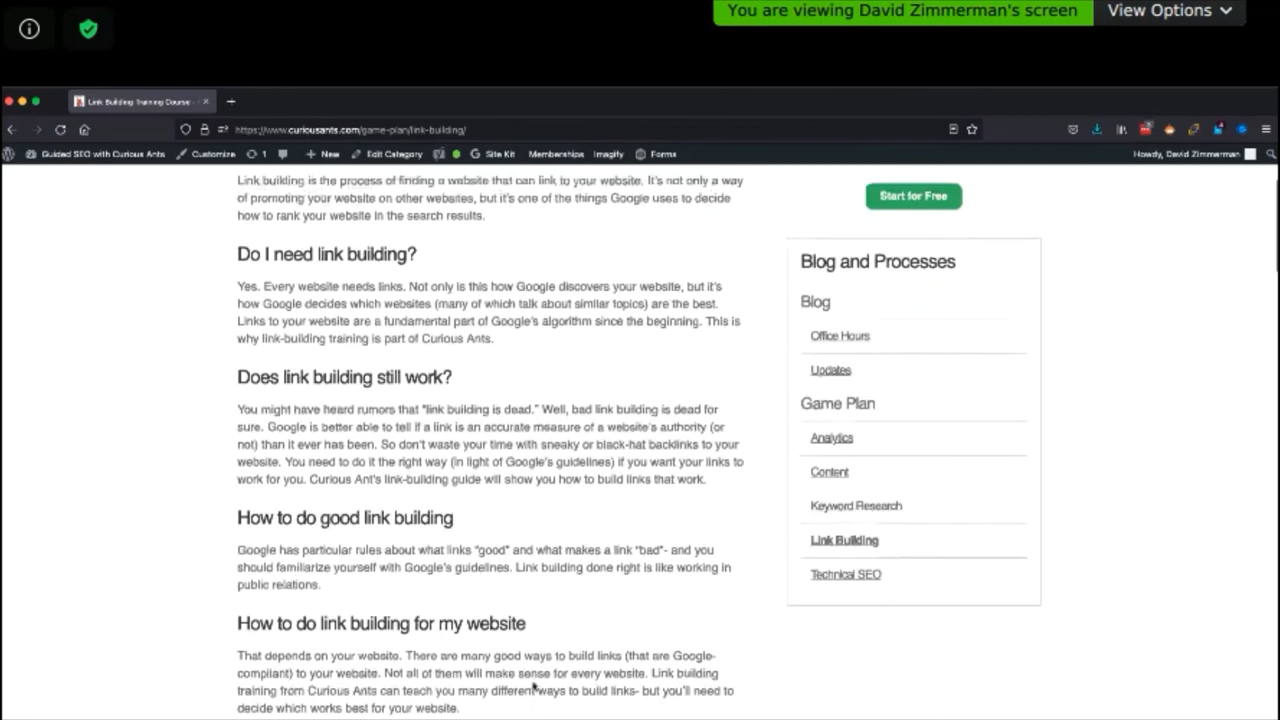 You are viewing David Zimmerman's screen
View Options
Link Building Training Course -
https://www.curiousants.com/game-plan/link-building/
Guided SEO with Curious Ants
Customize
1
New
Edit Category
Site Kit
Memberships
Imagify
Forms
Howdy, David Zimmerman
Link building is the process of finding a website that can link to your website. It's not only a way
of promoting your website on other websites, but it's one of the things Google uses to decide
how to rank your website in the search results.
Do I need link building?
Yes. Every website needs links. Not only is this how Google discovers your website, but it's
how Google decides which websites (many of which talk about similar topics) are the best.
Links to your website are a fundamental part of Google's algorithm since the beginning. This is
why link-building training is part of Curious Ants.
Does link building still work?
You might have heard rumors that "link building is dead." Well, bad link building is dead for
sure. Google is better able to tell if a link is an accurate measure of a website's authority (or
not) than it ever has been. So don't waste your time with sneaky or black-hat backlinks to your
website. You need to do it the right way (in light of Google's guidelines) if you want your links to
work for you. Curious Ant's link-building guide will show you how to build links that work.
How to do good link building
Google has particular rules about what links "good" and what makes a link "bad"- and you
should familiarize yourself with Google's guidelines. Link building done right is like working in
public relations.
How to do link building for my website
That depends on your website. There are many good ways to build links (that are Google-
compliant) to your website. Not all of them will make sense for every website. Link building
training from Curious Ants can teach you many different ways to build links- but you'll need to
decide which works best for your website.
Start for Free
Blog and Processes
Blog
Office Hours
Updates
Game Plan
Analytics
Content
Keyword Research
Link Building
Technical SEO